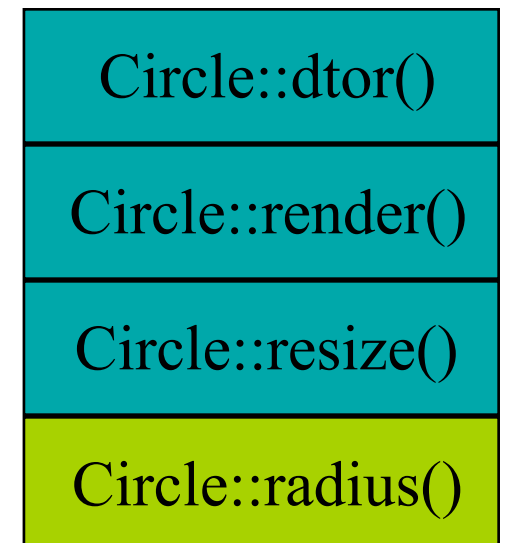 Circle::dtor()
Circle::render()
Circle::resize()
Circle::radius()